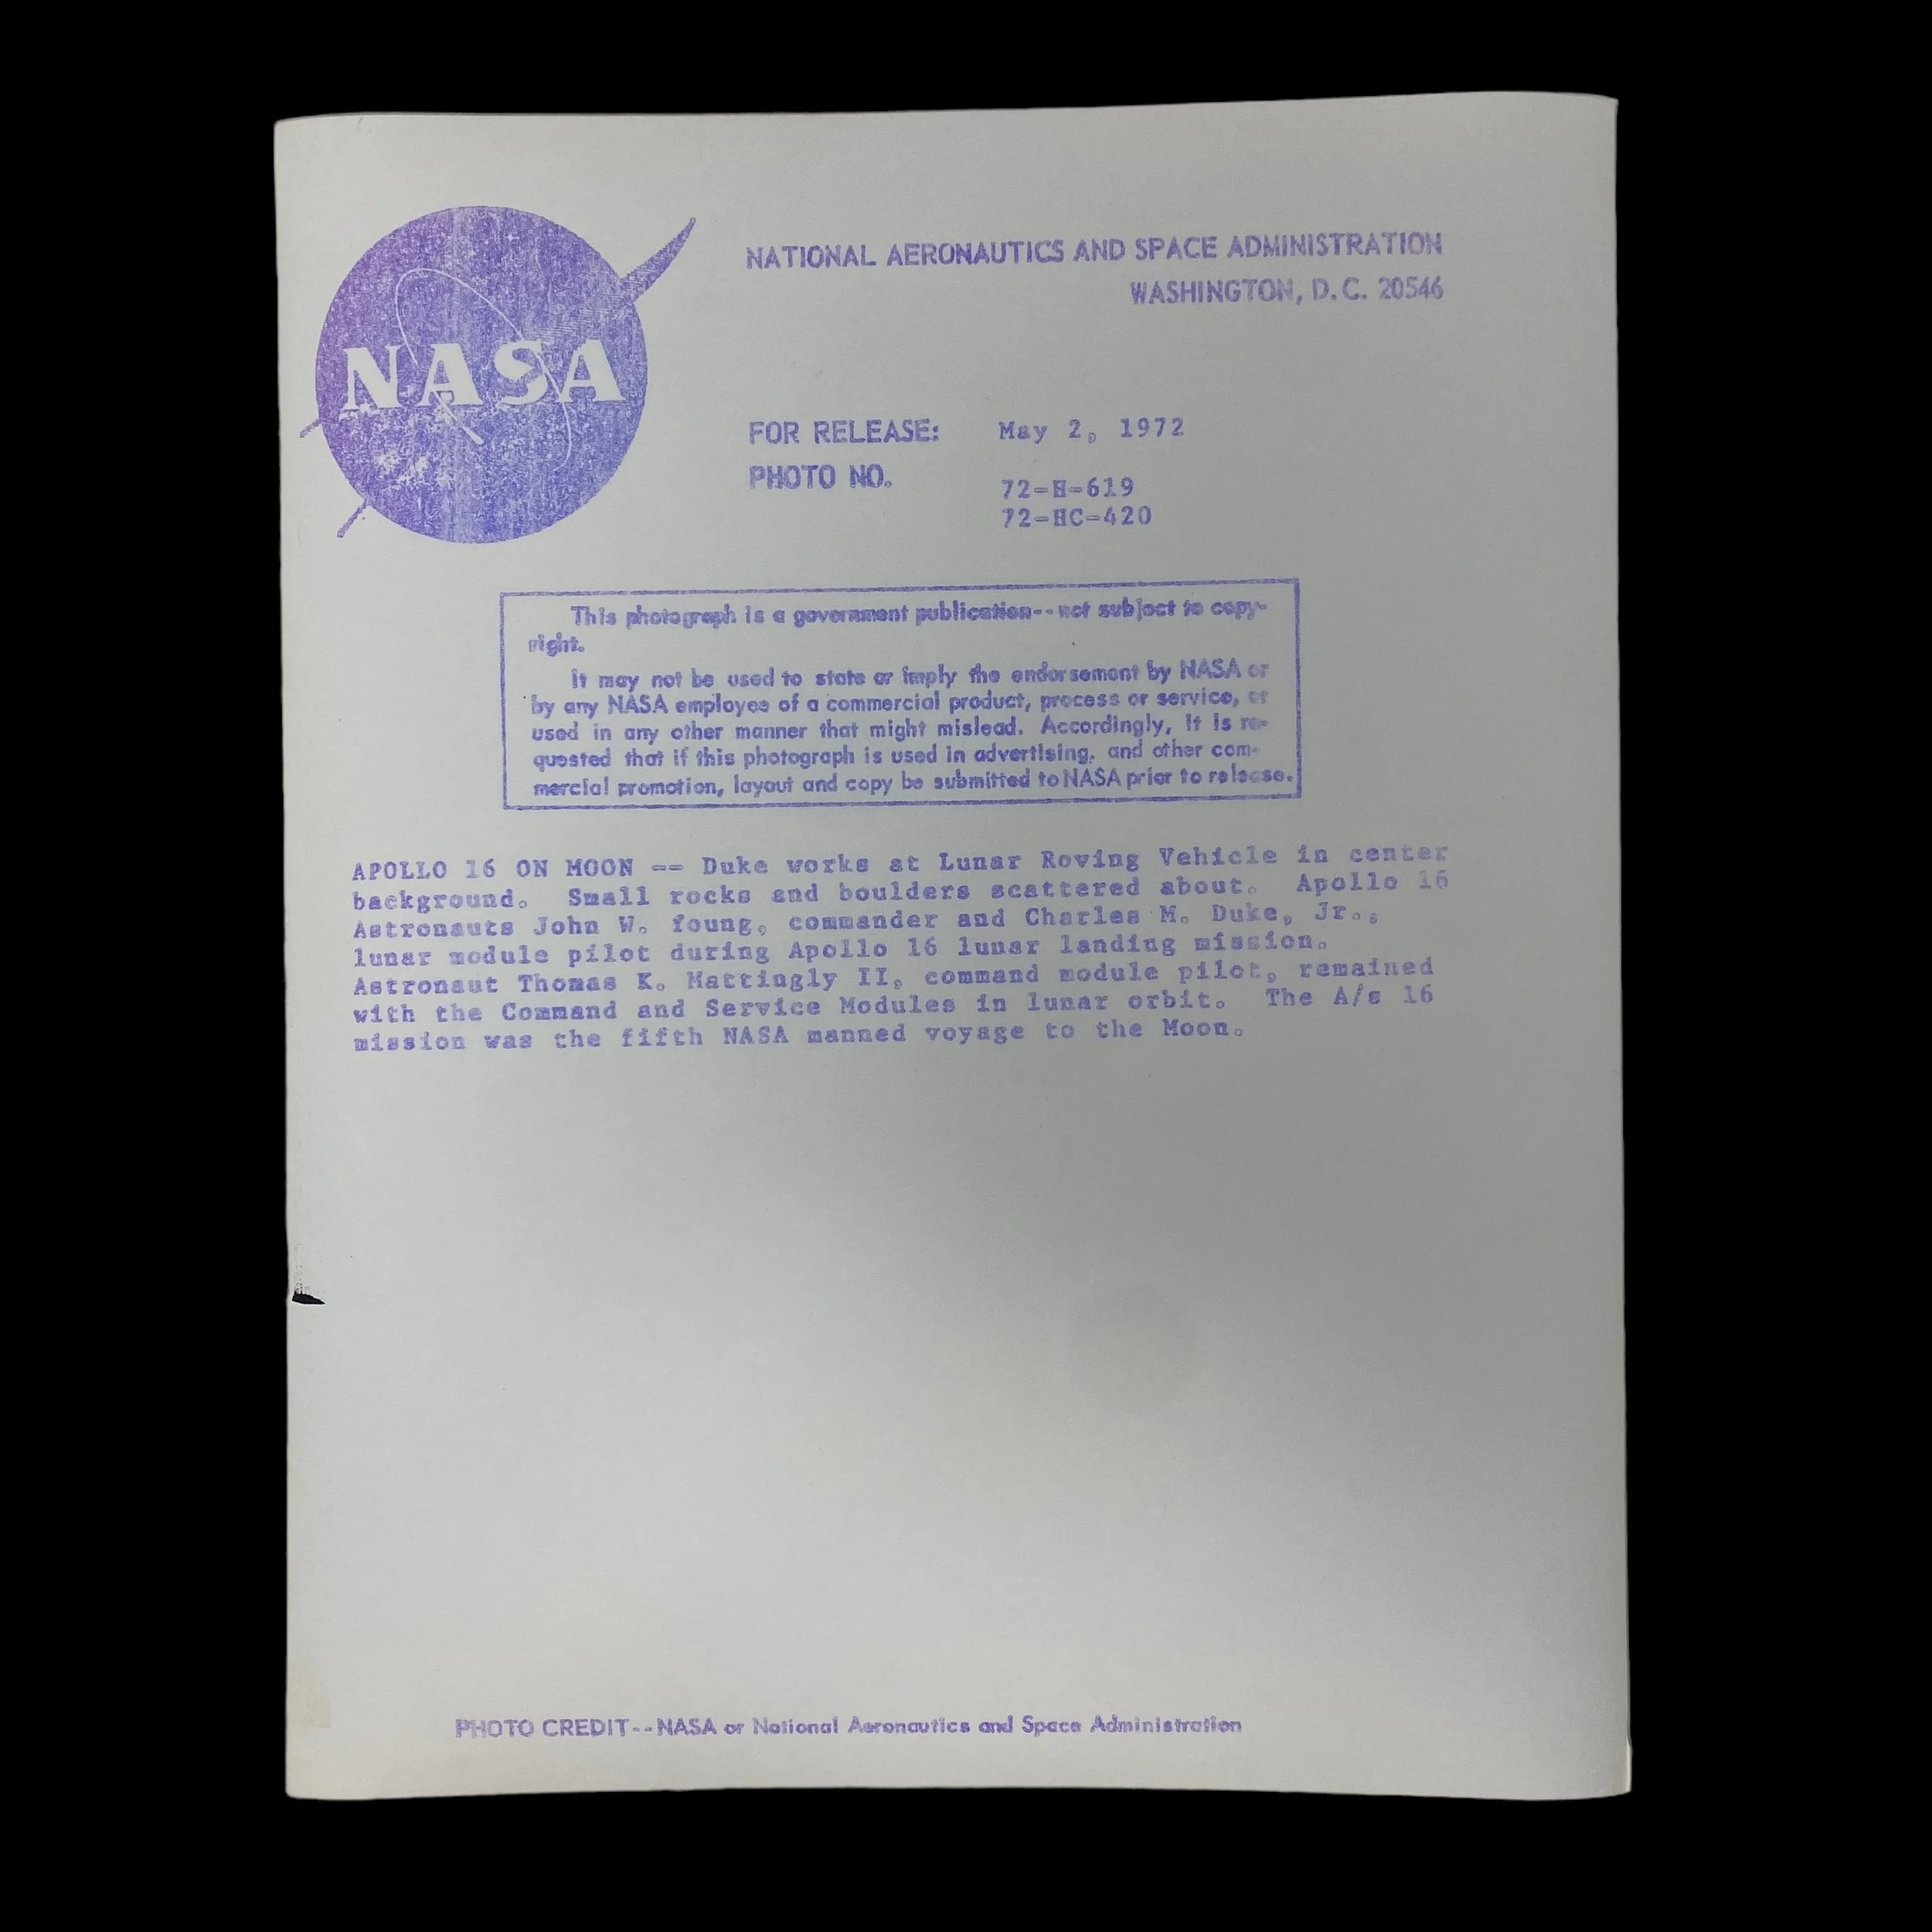 NASA
NATIONAL AERONAUTICS AND SPACE ADMINISTRATION
WASHINGTON, D.C. 20546
FOR RELEASE: May 2, 1972
PHOTO NO.
72-H-619
72-HC-420
This photograph is a government publication--not subject to copy-
right.
It may not be used to state or imply the endorsement by NASA or
by any NASA employee of a commercial product, process or service, or
used in any other manner that might mislead. Accordingly, it is re-
quested that if this photograph is used in advertising, and other com-
mercial promotion, layout and copy be submitted to NASA prior to release.
APOLLO 16 ON MOON -- Duke works at Lunar Roving Vehicle in center
background. Small rocks and boulders scattered about. Apollo 16
Astronauts John W. Young, commander and Charles M. Duke, Jr.,
lunar module pilot during Apollo 16 lunar landing mission.
Astronaut Thomas K. Mattingly II, command module pilot, remained
with the Command and Service Modules in lunar orbit. The A/s 16
mission was the fifth NASA manned voyage to the Moon.
PHOTO CREDIT--NASA or National Aeronautics and Space Administration